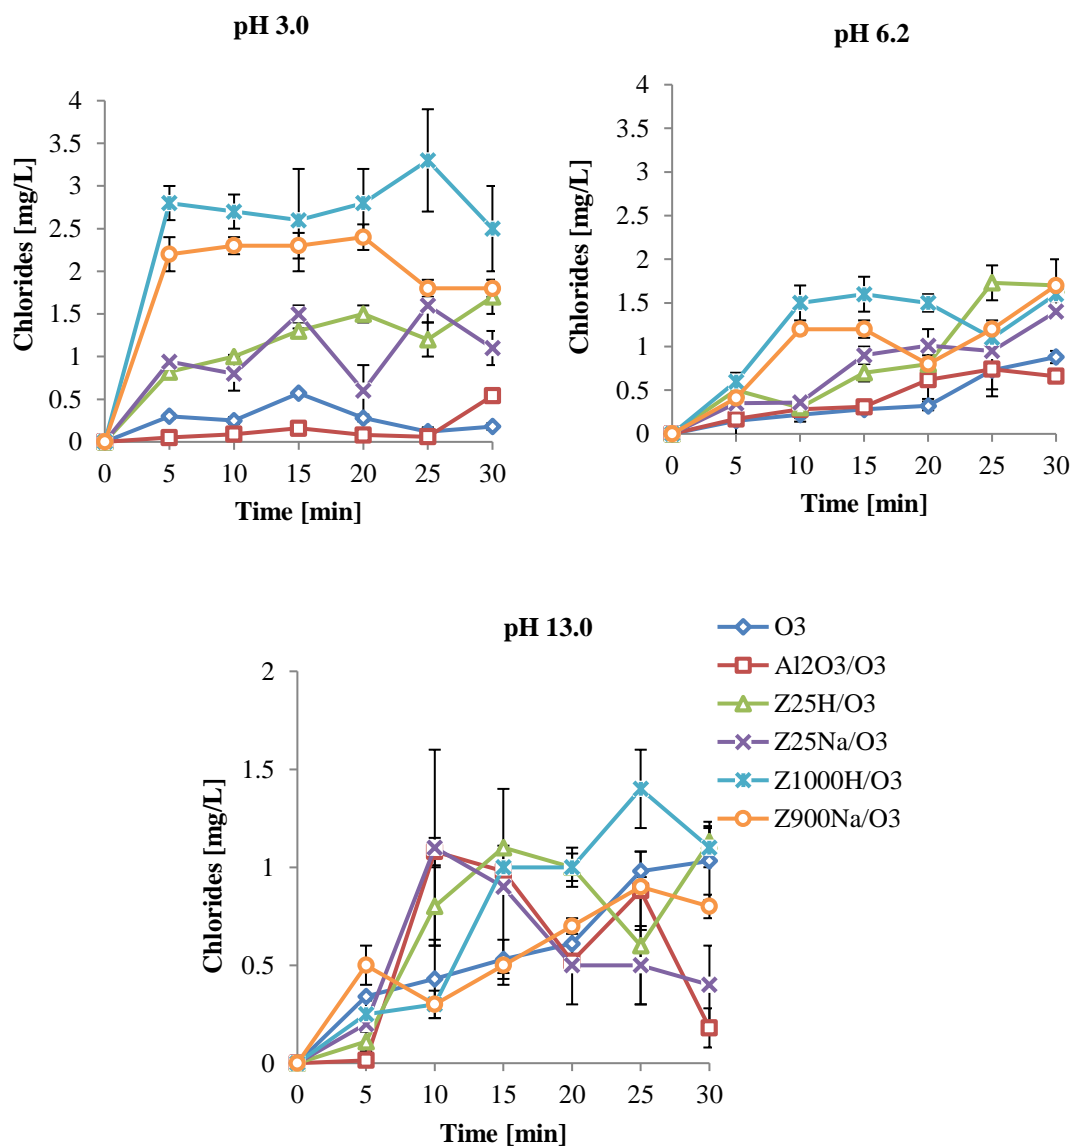 pH 3.0
Chlorides [mg/L]
4
3.5
3
2.5
2
1.5
1
0.5
0
0 5 10 15 20 25 30
Time [min]
pH 6.2
Chlorides [mg/L]
4
3.5
3
2.5
2
1.5
1
0.5
0
0 5 10 15 20 25 30
Time [min]
pH 13.0
Chlorides [mg/L]
2
1.5
1
0.5
0
0 5 10 15 20 25 30
Time [min]
O3
Al2O3/O3
Z25H/O3
Z25Na/O3
Z1000H/O3
Z900Na/O3